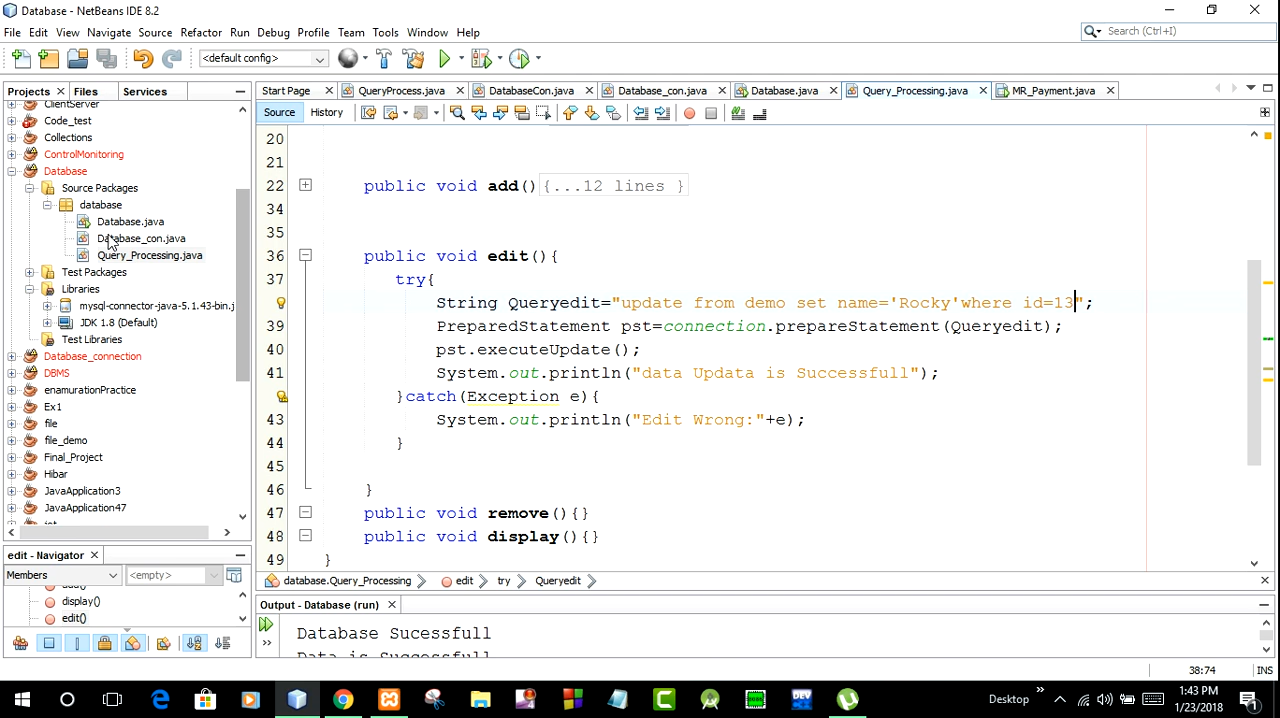 Database - NetBeans IDE 8.2
File Edit View Navigate Source Refactor Run Debug Profile Team Tools Window Help
Search (Ctrl+I)
<default config>
Projects Files Services
Start Page QueryProcess.java DatabaseCon.java Database_con.java Database.java Query_Processing.java MR_Payment.java
Source History
ClientServer
Code_test
Collections
ControlMonitoring
Database
Source Packages
database
Database.java
Database_con.java
Query_Processing.java
Test Packages
Libraries
mysql-connector-java-5.1.43-bin.j
JDK 1.8 (Default)
Test Libraries
Database_connection
DBMS
enamurationPractice
Ex1
file
file_demo
Final_Project
Hibar
JavaApplication3
JavaApplication47
20
21
22 public void add(){...12 lines }
34
35
36 public void edit(){
37 try{
String Queryedit="update from demo set name='Rocky'where id=13";
39 PreparedStatement pst=connection.prepareStatement(Queryedit);
40 pst.executeUpdate();
41 System.out.println("data Updata is Successfull");
}catch(Exception e){
43 System.out.println("Edit Wrong:"+e);
44 }
45
46 }
47 public void remove(){}
48 public void display(){}
49 }
database.Query_Processing edit try Queryedit
edit - Navigator
Members <empty>
display()
edit()
Output - Database (run)
Database Sucessfull
Data is Successfull
38:74 INS
Desktop
1:43 PM
1/23/2018